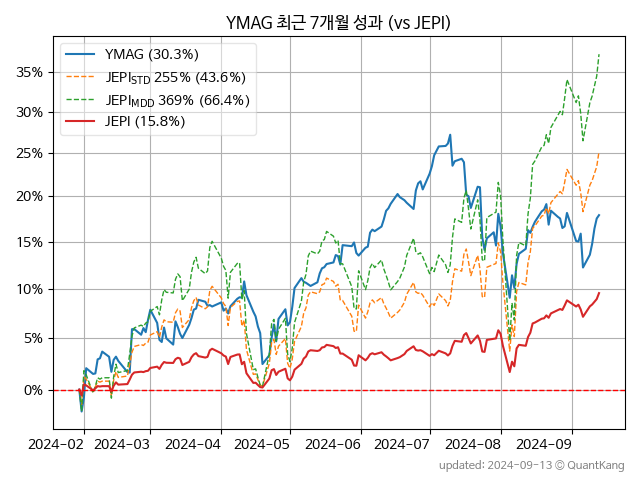 YMAG 최근 7개월 성과 (vs JEPI)
YMAG (30.3%)
JEPI_STD 255% (43.6%)
JEPI_MDD 369% (66.4%)
JEPI (15.8%)
35%
30%
25%
20%
15%
10%
5%
0%
2024-02 2024-03 2024-04 2024-05 2024-06 2024-07 2024-08 2024-09
updated: 2024-09-13 © QuantKang